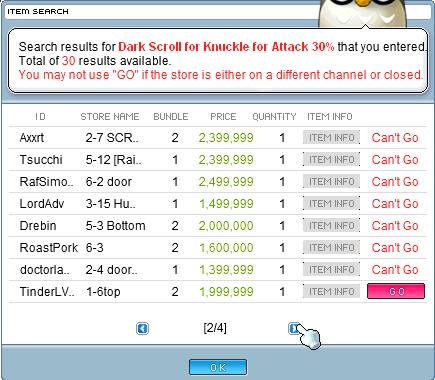 ITEM SEARCH
Search results for Dark Scroll for Knuckle for Attack 30% that you entered.
Total of 30 results available.
You may not use "GO" if the store is either on a different channel or closed.
ID STORE NAME BUNDLE PRICE QUANTITY ITEM INFO
Axxrt 2-7 SCR.. 2 2,399,999 1 ITEM INFO Can't Go
Tsucchi 5-12 [Rai.. 1 2,399,999 1 ITEM INFO Can't Go
RafSimo.. 6-2 door 1 2,499,999 1 ITEM INFO Can't Go
LordAdv 3-15 Hu.. 1 1,499,999 1 ITEM INFO Can't Go
Drebin 5-3 Bottom 2 2,000,000 1 ITEM INFO Can't Go
RoastPork 6-3 2 1,600,000 1 ITEM INFO Can't Go
doctorla.. 2-4 door.. 1 1,399,999 1 ITEM INFO Can't Go
TinderLV.. 1-6top 2 1,999,999 1 ITEM INFO GO
[2/4]
OK